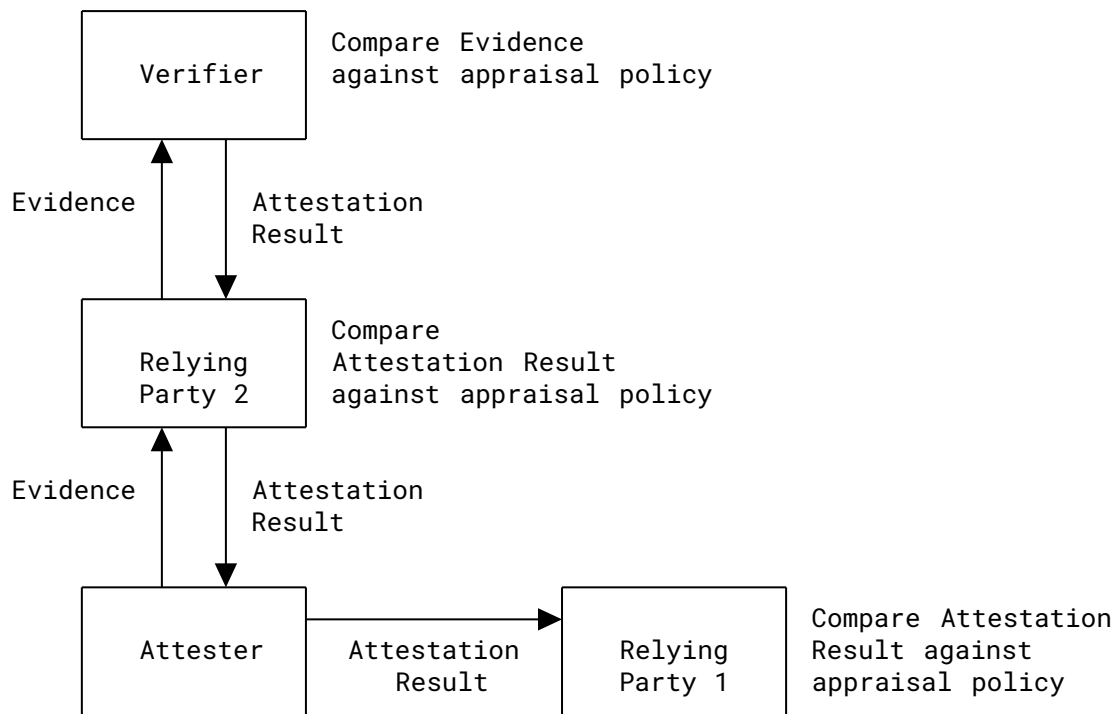 Verifier
Compare Evidence
against appraisal policy
Evidence
Attestation
Result
Relying
Party 2
Compare
Attestation Result
against appraisal policy
Evidence
Attestation
Result
Attester
Attestation
Result
Relying
Party 1
Compare Attestation
Result against
appraisal policy